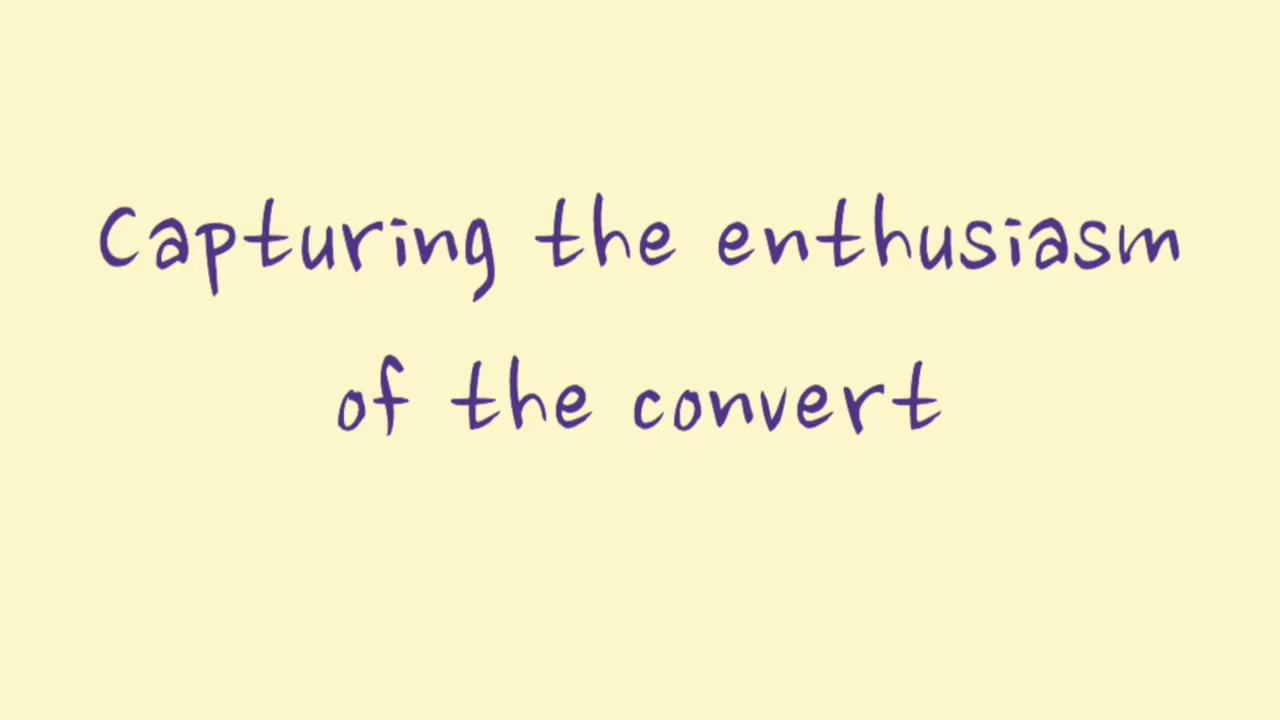 Capturing the enthusiasm
of the convert